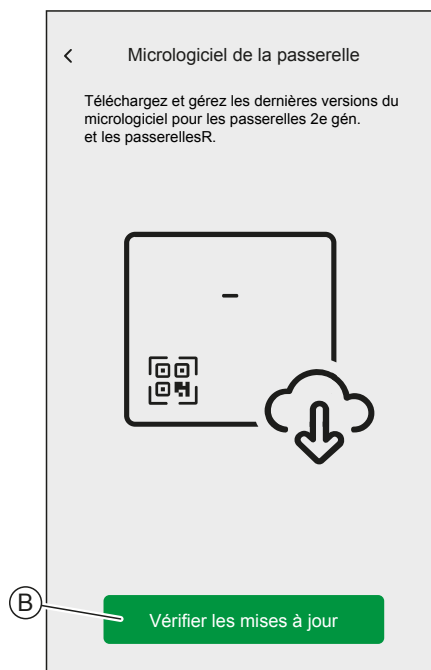 Micrologiciel de la passerelle
Téléchargez et gérez les dernières versions du
micrologiciel pour les passerelles 2e gén.
et les passerellesR.
B
Vérifier les mises à jour